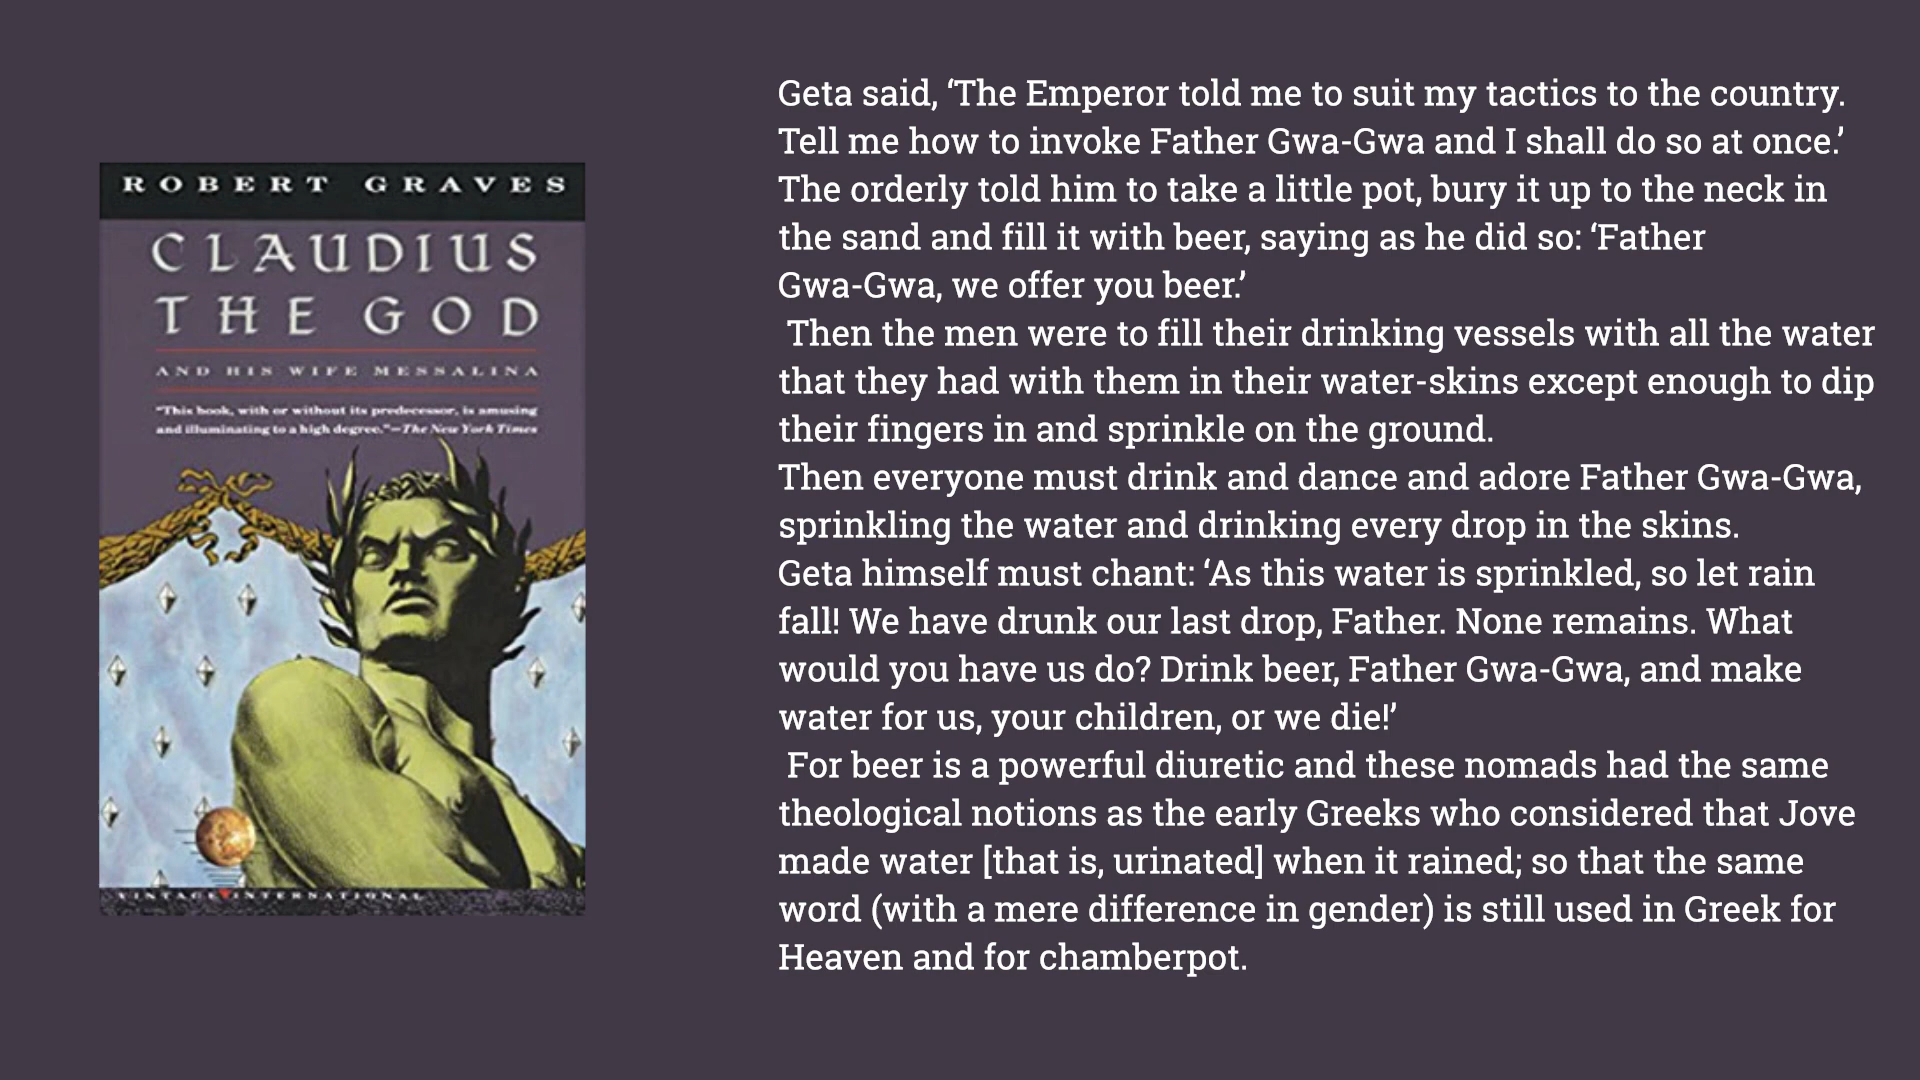 ROBERT GRAVES
CLAUDIUS
THE GOD
AND HIS WIFE MESSALINA
"This book, with or without its predecessor, is amusing
and illuminating to a high degree."—The New York Times
VINTAGE INTERNATIONAL
Geta said, ‘The Emperor told me to suit my tactics to the country.
Tell me how to invoke Father Gwa-Gwa and I shall do so at once.’
The orderly told him to take a little pot, bury it up to the neck in
the sand and fill it with beer, saying as he did so: ‘Father
Gwa-Gwa, we offer you beer.’
Then the men were to fill their drinking vessels with all the water
that they had with them in their water-skins except enough to dip
their fingers in and sprinkle on the ground.
Then everyone must drink and dance and adore Father Gwa-Gwa,
sprinkling the water and drinking every drop in the skins.
Geta himself must chant: ‘As this water is sprinkled, so let rain
fall! We have drunk our last drop, Father. None remains. What
would you have us do? Drink beer, Father Gwa-Gwa, and make
water for us, your children, or we die!’
For beer is a powerful diuretic and these nomads had the same
theological notions as the early Greeks who considered that Jove
made water [that is, urinated] when it rained; so that the same
word (with a mere difference in gender) is still used in Greek for
Heaven and for chamberpot.